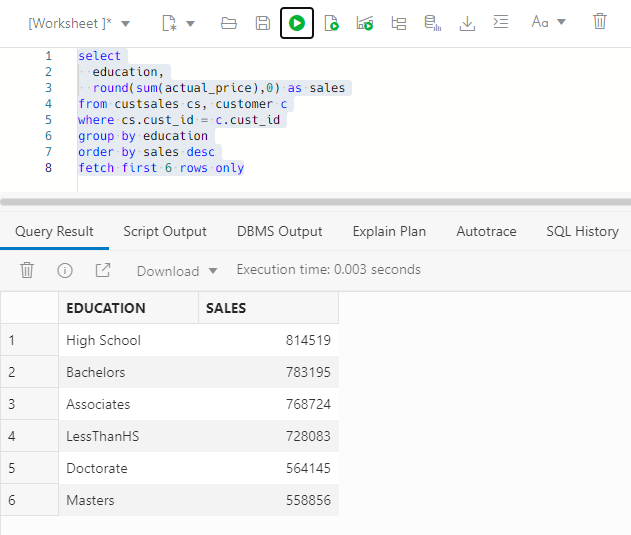 [Worksheet ]*
Aa
1 select
2 education,
3 round(sum(actual_price),0) as sales
4 from custsales cs, customer c
5 where cs.cust_id = c.cust_id
6 group by education
7 order by sales desc
8 fetch first 6 rows only
Query Result Script Output DBMS Output Explain Plan Autotrace SQL History
Download Execution time: 0.003 seconds
EDUCATION SALES
1 High School 814519
2 Bachelors 783195
3 Associates 768724
4 LessThanHS 728083
5 Doctorate 564145
6 Masters 558856